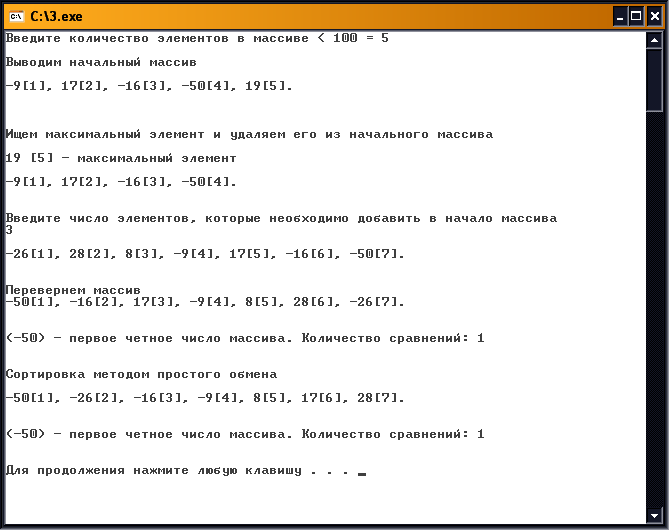 C:\3.exe
Введите количество элементов в массиве < 100 = 5
Выводим начальный массив
-9[1], 17[2], -16[3], -50[4], 19[5].
Ищем максимальный элемент и удаляем его из начального массива
19 [5] - максимальный элемент
-9[1], 17[2], -16[3], -50[4].
Введите число элементов, которые необходимо добавить в начало массива
3
-26[1], 28[2], 8[3], -9[4], 17[5], -16[6], -50[7].
Перевернем массив
-50[1], -16[2], 17[3], -9[4], 8[5], 28[6], -26[7].
(-50) - первое четное число массива. Количество сравнений: 1
Сортировка методом простого обмена
-50[1], -26[2], -16[3], -9[4], 8[5], 17[6], 28[7].
(-50) - первое четное число массива. Количество сравнений: 1
Для продолжения нажмите любую клавишу . . . _